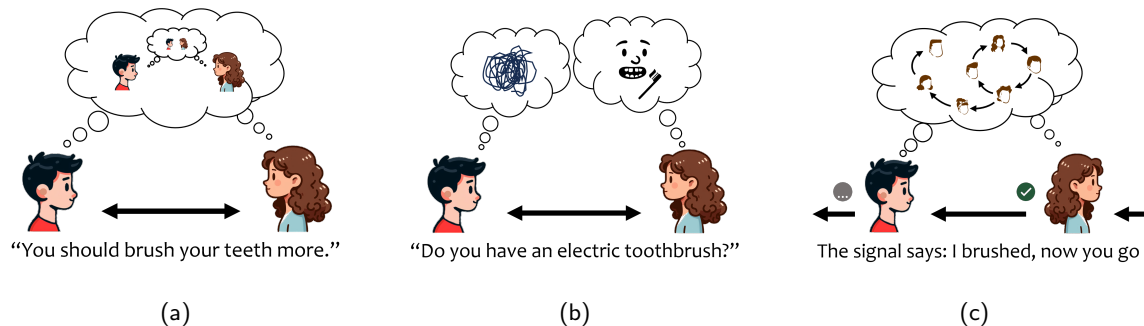 “You should brush your teeth more.”
“Do you have an electric toothbrush?”
The signal says: I brushed, now you go
(a)
(b)
(c)